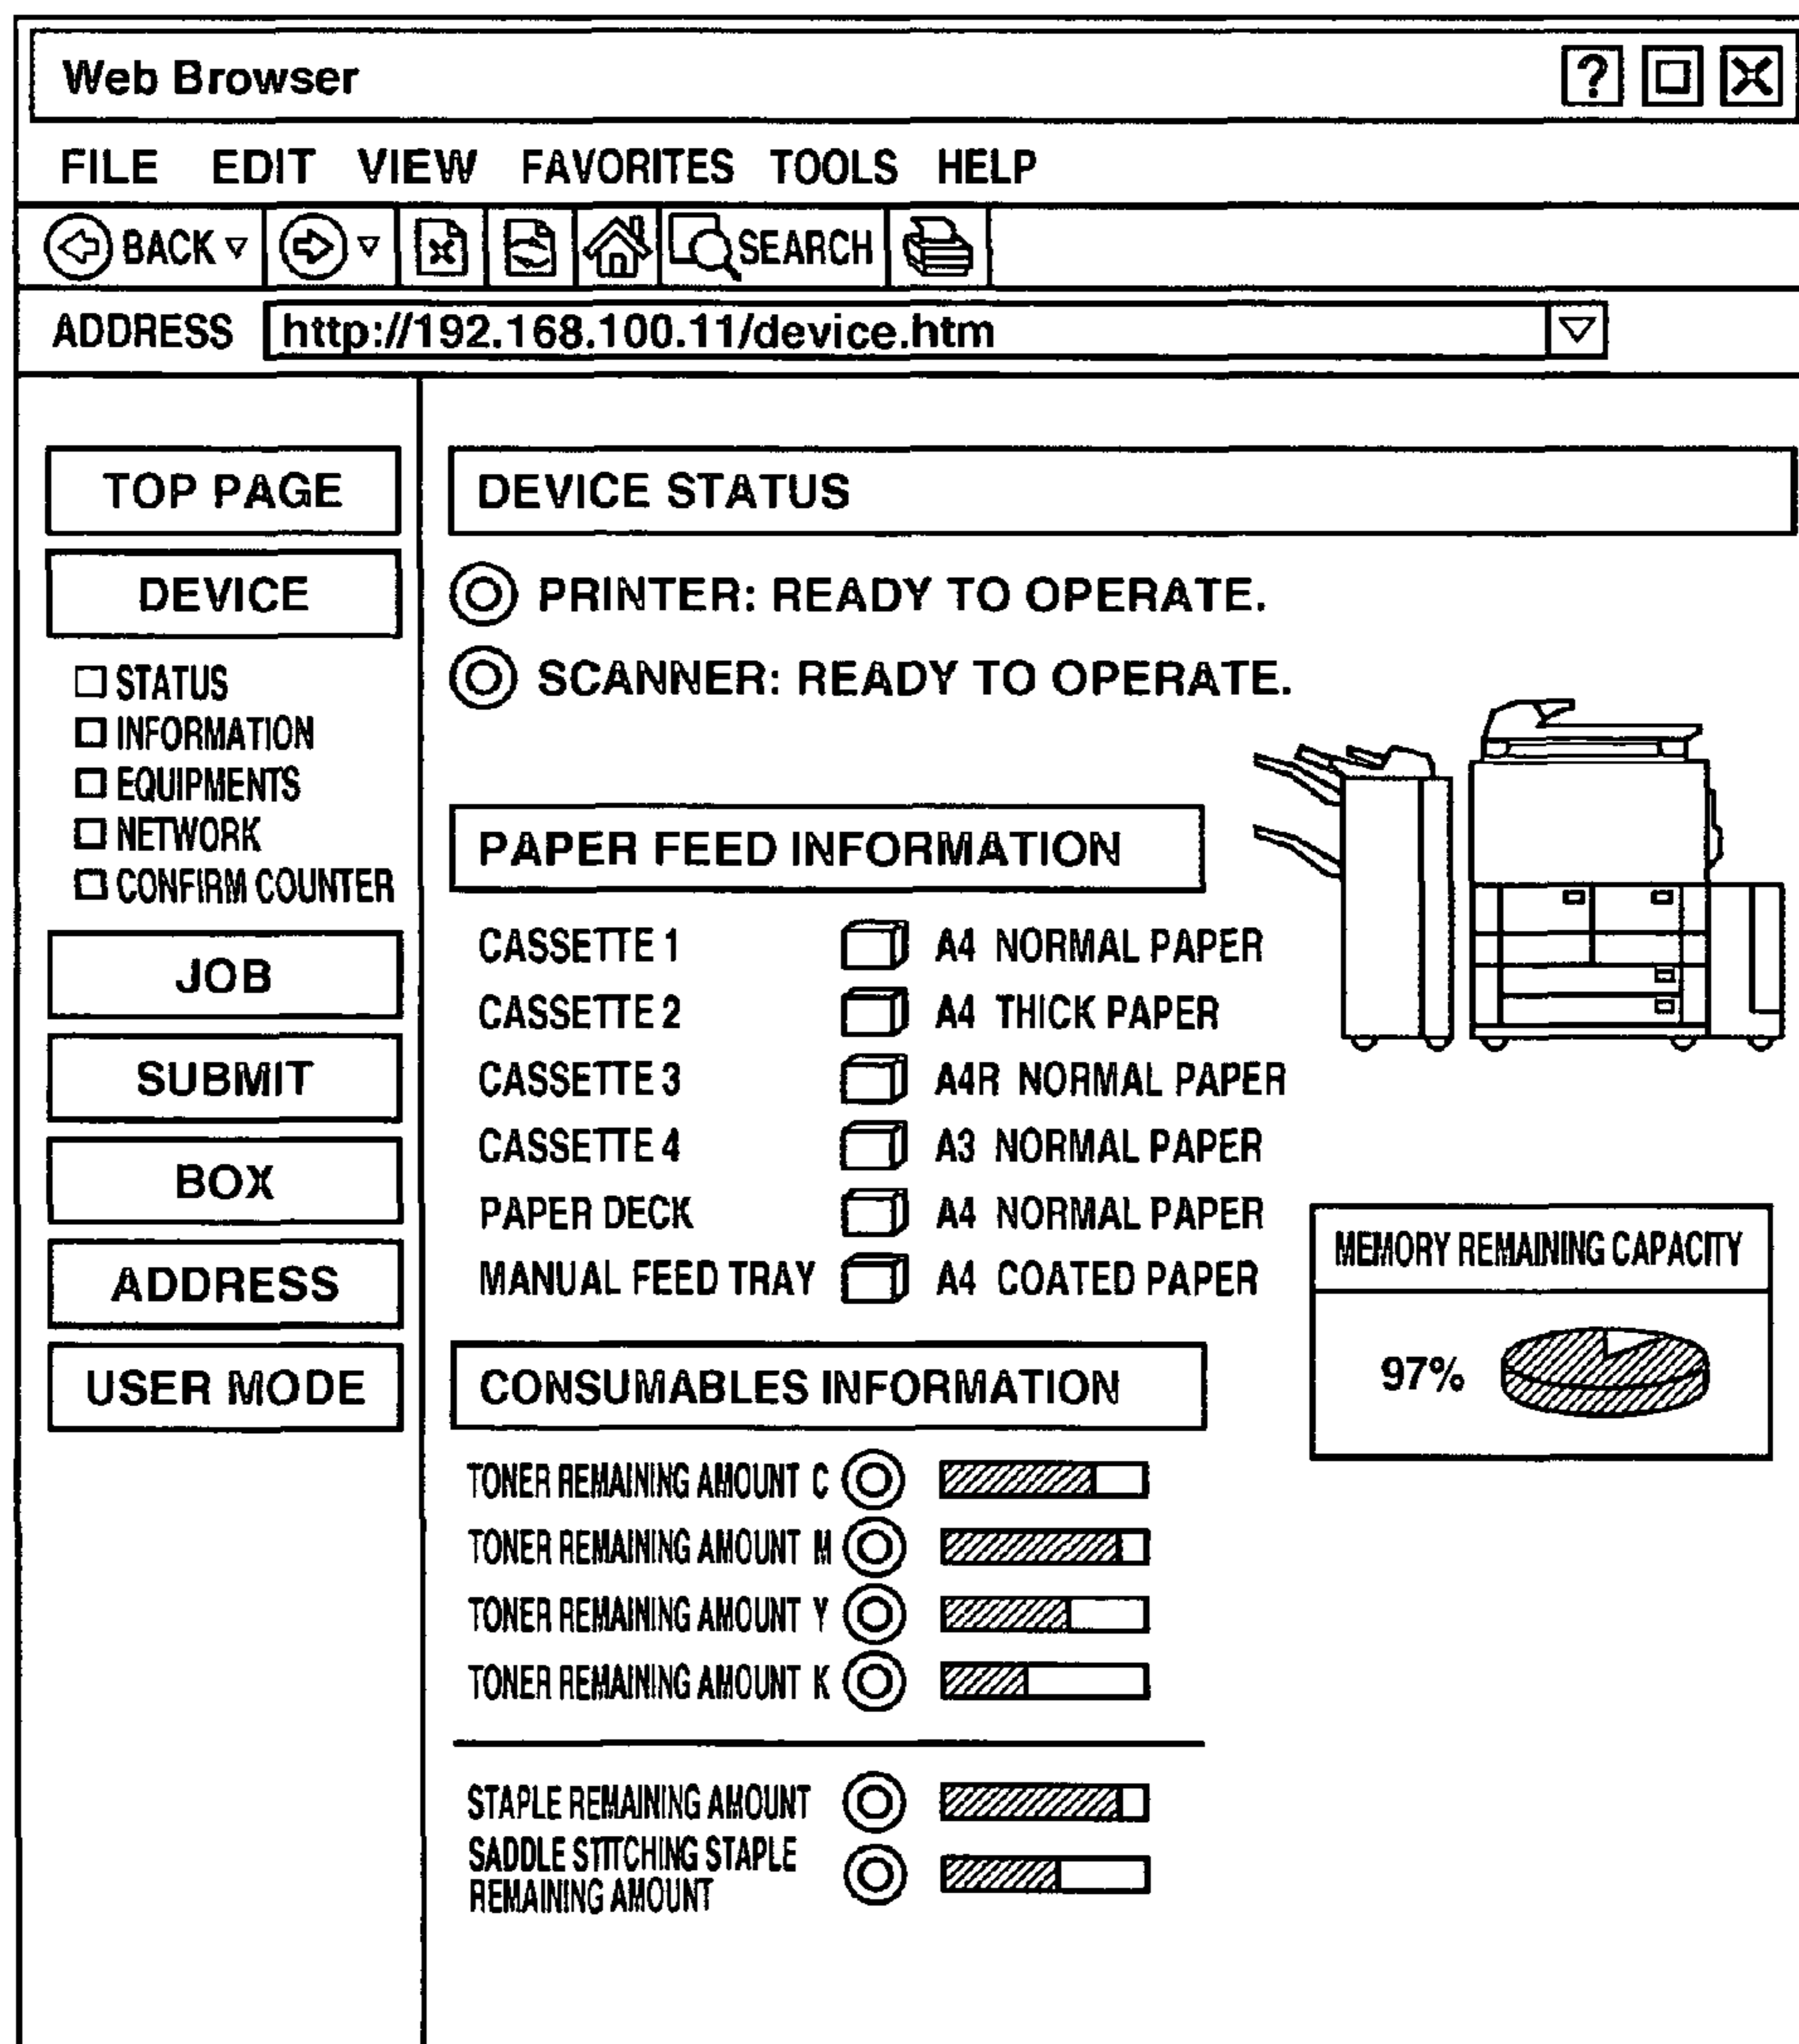 Web Browser ?
FILE EDIT VIEW FAVORITES TOOLS HELP
BACK SEARCH
ADDRESS http://192.168.100.11/device.htm
TOP PAGE
DEVICE
STATUS
INFORMATION
EQUIPMENTS
NETWORK
CONFIRM COUNTER
JOB
SUBMIT
BOX
ADDRESS
USER MODE
DEVICE STATUS
PRINTER: READY TO OPERATE.
SCANNER: READY TO OPERATE.
PAPER FEED INFORMATION
CASSETTE 1 A4 NORMAL PAPER
CASSETTE 2 A4 THICK PAPER
CASSETTE 3 A4R NORMAL PAPER
CASSETTE 4 A3 NORMAL PAPER
PAPER DECK A4 NORMAL PAPER
MANUAL FEED TRAY A4 COATED PAPER
MEMORY REMAINING CAPACITY
97%
CONSUMABLES INFORMATION
TONER REMAINING AMOUNT C
TONER REMAINING AMOUNT M
TONER REMAINING AMOUNT Y
TONER REMAINING AMOUNT K
STAPLE REMAINING AMOUNT
SADDLE STITCHING STAPLE
REMAINING AMOUNT